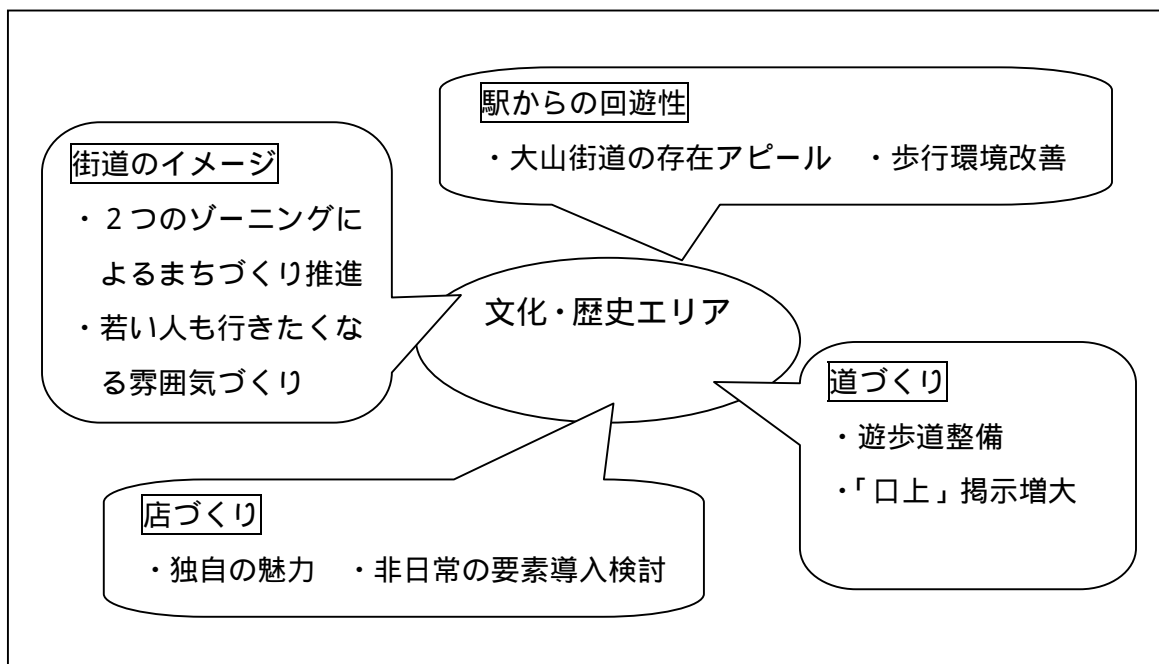 駅からの回遊性
・大山街道の存在アピール ・歩行環境改善
街道のイメージ
・２つのゾーニングに
よるまちづくり推進
・若い人も行きたくな
る雰囲気づくり
文化・歴史エリア
道づくり
・遊歩道整備
・「口上」掲示増大
店づくり
・独自の魅力 ・非日常の要素導入検討